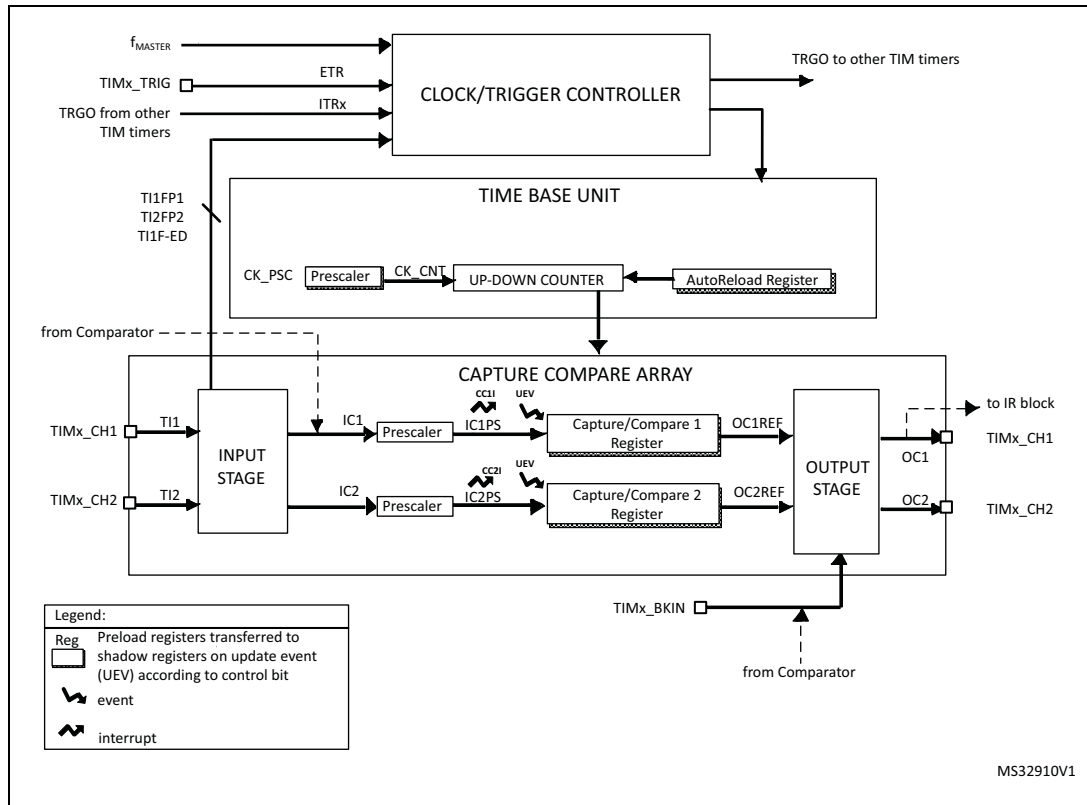 fMASTER
TIMx_TRIG
ETR
TRGO from other
TIM timers
ITRx
CLOCK/TRIGGER CONTROLLER
TRGO to other TIM timers
TI1FP1
TI2FP2
TI1F-ED
TIME BASE UNIT
CK_PSC
Prescaler
CK_CNT
UP-DOWN COUNTER
AutoReload Register
from Comparator
CAPTURE COMPARE ARRAY
TIMx_CH1
TI1
TIMx_CH2
TI2
INPUT
STAGE
IC1
Prescaler
CC1I
UEV
IC1PS
Capture/Compare 1
Register
OC1REF
IC2
Prescaler
CC2I
UEV
IC2PS
Capture/Compare 2
Register
OC2REF
OUTPUT
STAGE
to IR block
OC1
TIMx_CH1
OC2
TIMx_CH2
TIMx_BKIN
from Comparator
Legend:
Reg
Preload registers transferred to
shadow registers on update event
(UEV) according to control bit
event
interrupt
MS32910V1